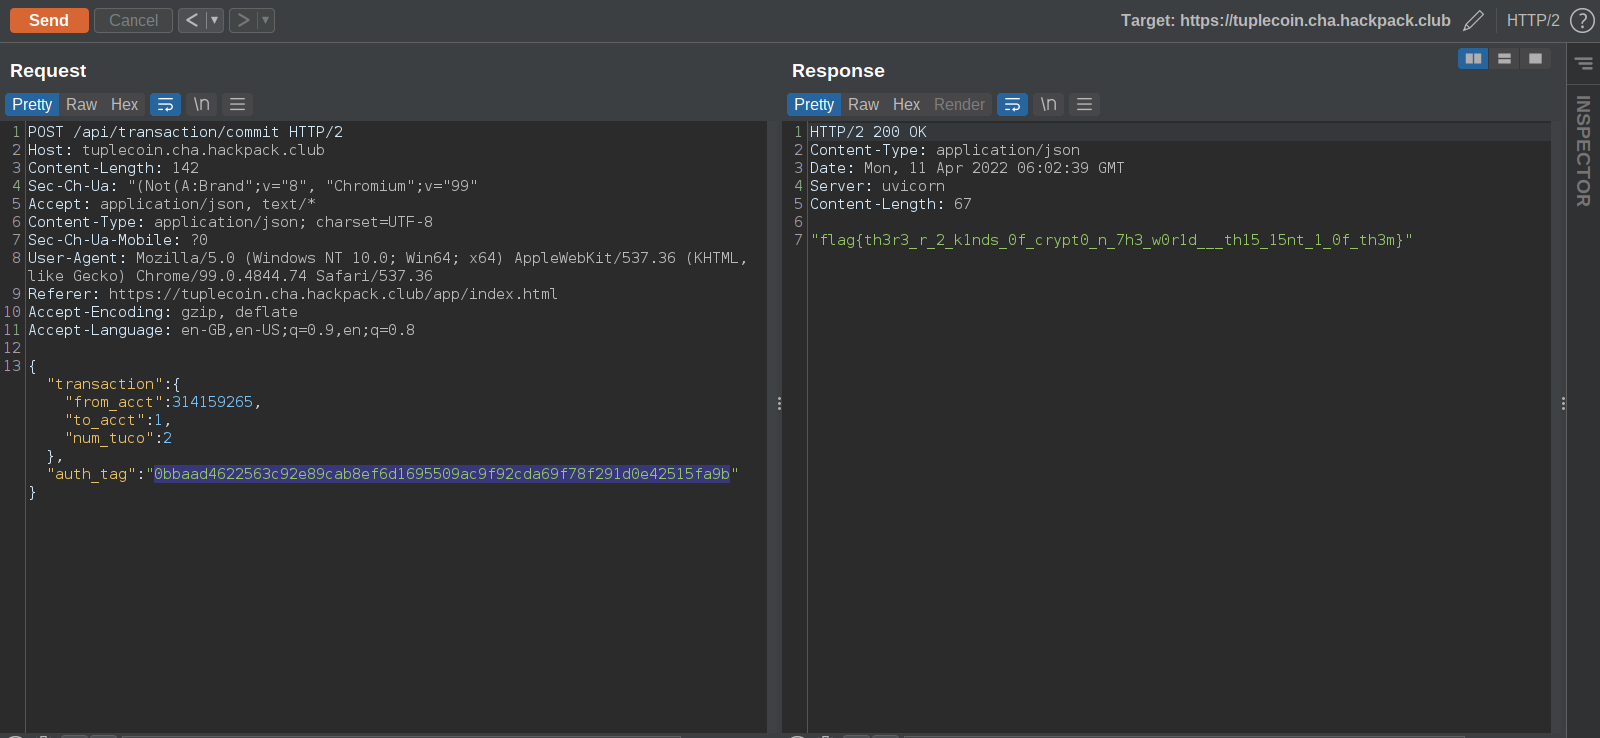 Send Cancel < ▾ > ▾ Target: https://tuplecoin.cha.hackpack.club HTTP/2 ?
Request
Pretty Raw Hex \n
1 POST /api/transaction/commit HTTP/2
2 Host: tuplecoin.cha.hackpack.club
3 Content-Length: 142
4 Sec-Ch-Ua: "(Not(A:Brand";v="8", "Chromium";v="99"
5 Accept: application/json, text/*
6 Content-Type: application/json; charset=UTF-8
7 Sec-Ch-Ua-Mobile: ?0
8 User-Agent: Mozilla/5.0 (Windows NT 10.0; Win64; x64) AppleWebKit/537.36 (KHTML,
like Gecko) Chrome/99.0.4844.74 Safari/537.36
9 Referer: https://tuplecoin.cha.hackpack.club/app/index.html
10 Accept-Encoding: gzip, deflate
11 Accept-Language: en-GB,en-US;q=0.9,en;q=0.8
12
13 {
"transaction":{
"from_acct":314159265,
"to_acct":1,
"num_tuco":2
},
"auth_tag":"0bbaad4622563c92e89cab8ef6d1695509ac9f92cda69f78f291d0e42515fa9b"
}
Response
Pretty Raw Hex Render \n
1 HTTP/2 200 OK
2 Content-Type: application/json
3 Date: Mon, 11 Apr 2022 06:02:39 GMT
4 Server: uvicorn
5 Content-Length: 67
6
7 "flag{th3r3_r_2_k1nds_0f_crypt0_n_7h3_w0r1d___th15_15nt_1_0f_th3m}"
INSPECTOR